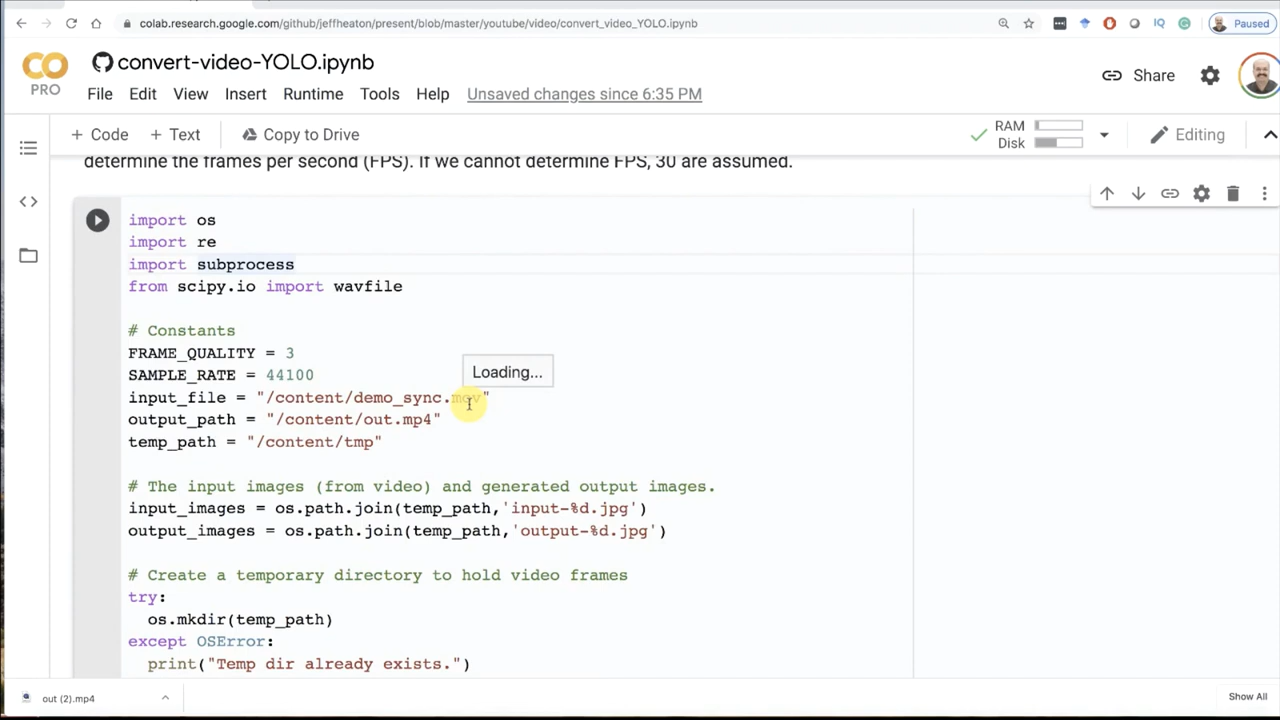 colab.research.google.com/github/jeffheaton/present/blob/master/youtube/video/convert_video_YOLO.ipynb
IQ
Paused
PRO
convert-video-YOLO.ipynb
Share
File Edit View Insert Runtime Tools Help Unsaved changes since 6:35 PM
+ Code + Text Copy to Drive
RAM
Disk
Editing
determine the frames per second (FPS). If we cannot determine FPS, 30 are assumed.
import os
import re
import subprocess
from scipy.io import wavfile
# Constants
FRAME_QUALITY = 3
SAMPLE_RATE = 44100
Loading...
input_file = "/content/demo_sync.mov"
output_path = "/content/out.mp4"
temp_path = "/content/tmp"
# The input images (from video) and generated output images.
input_images = os.path.join(temp_path,'input-%d.jpg')
output_images = os.path.join(temp_path,'output-%d.jpg')
# Create a temporary directory to hold video frames
try:
os.mkdir(temp_path)
except OSError:
print("Temp dir already exists.")
out (2).mp4
Show All